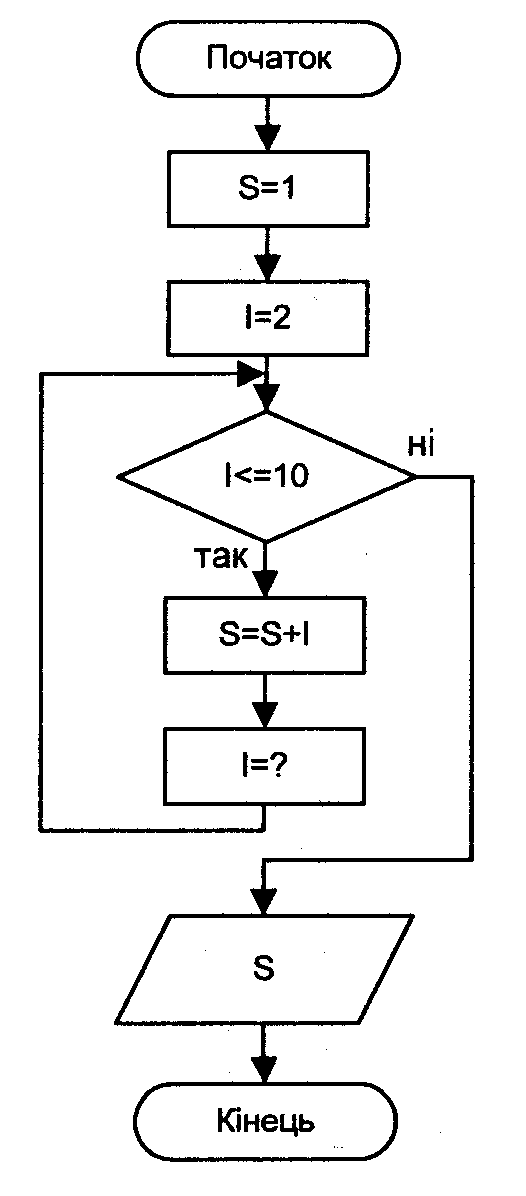 Початок
S=1
I=2
I<=10
ні
так
S=S+I
I=?
S
Кінець